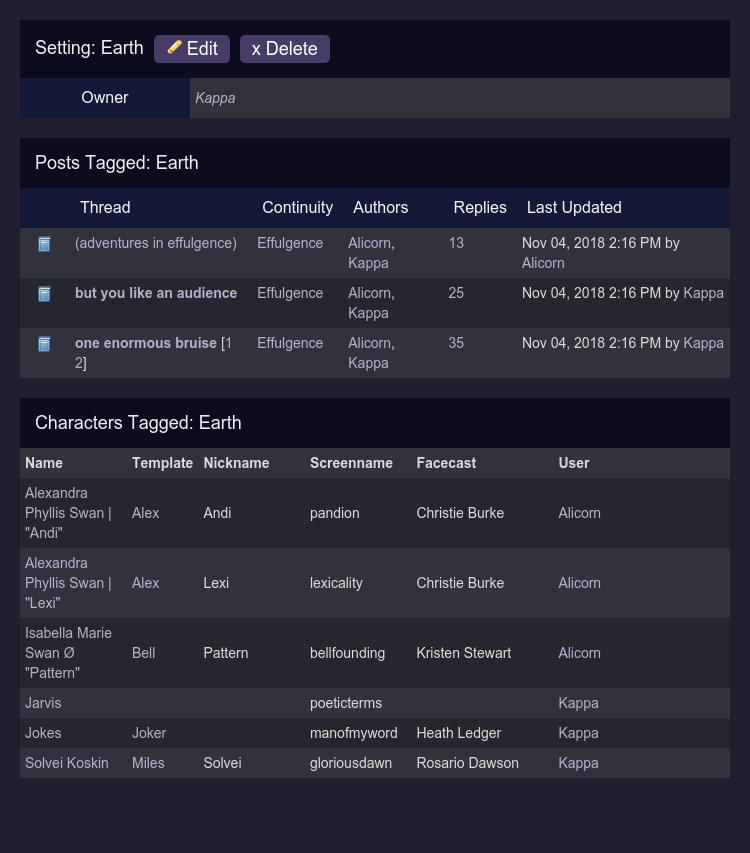 Setting: Earth Edit x Delete
Owner Kappa
Posts Tagged: Earth
Thread Continuity Authors Replies Last Updated
(adventures in effulgence) Effulgence Alicorn, 13 Nov 04, 2018 2:16 PM by
Kappa Alicorn
but you like an audience Effulgence Alicorn, 25 Nov 04, 2018 2:16 PM by Kappa
Kappa
one enormous bruise [1 Effulgence Alicorn, 35 Nov 04, 2018 2:16 PM by Kappa
2] Kappa
Characters Tagged: Earth
Name Template Nickname Screenname Facecast User
Alexandra
Phyllis Swan | Alex Andi pandion Christie Burke Alicorn
"Andi"
Alexandra
Phyllis Swan | Alex Lexi lexicality Christie Burke Alicorn
"Lexi"
Isabella Marie
Swan Ø Bell Pattern bellfounding Kristen Stewart Alicorn
"Pattern"
Jarvis poeticterms Kappa
Jokes Joker manofmyword Heath Ledger Kappa
Solvei Koskin Miles Solvei gloriousdawn Rosario Dawson Kappa